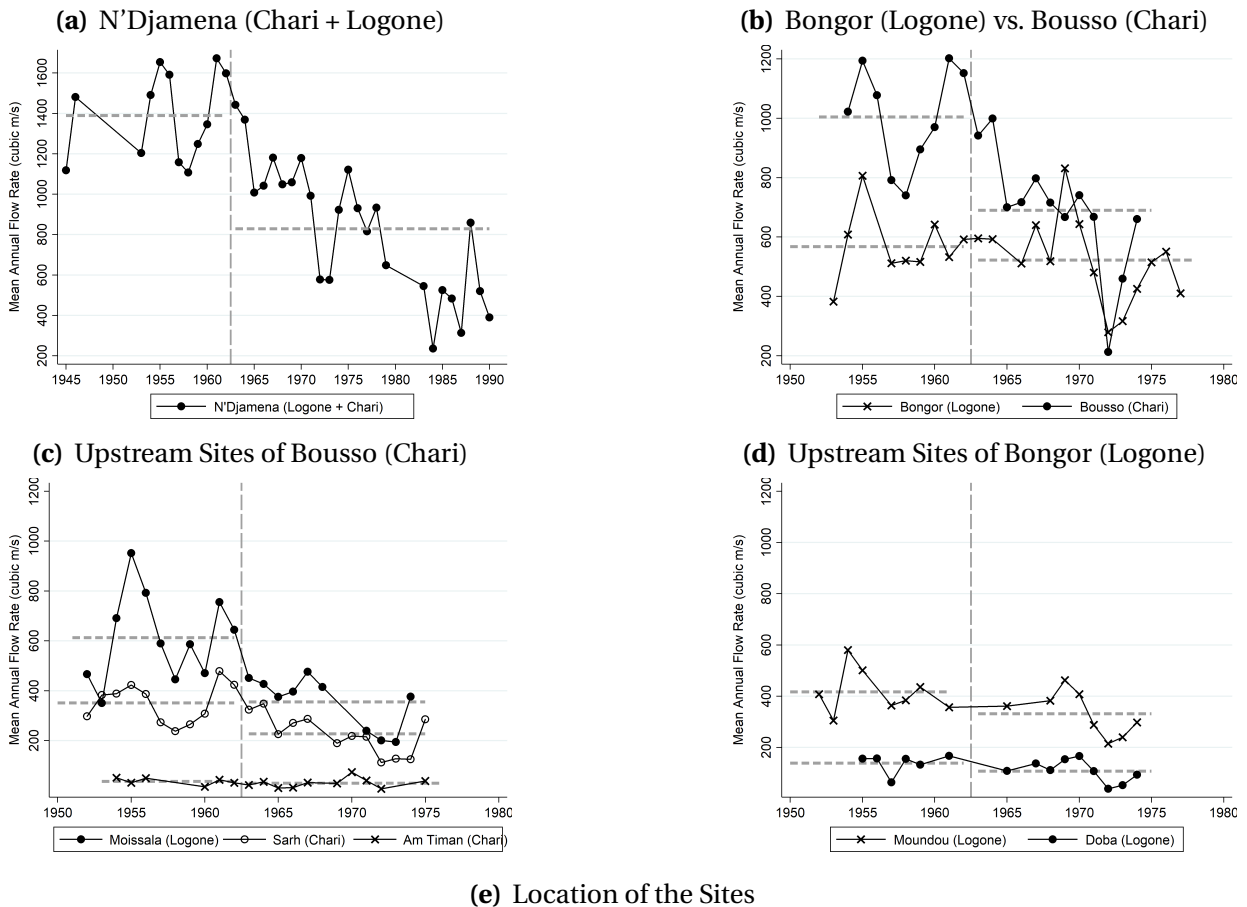 (a) N'Djamena (Chari + Logone)
Mean Annual Flow Rate (cubic m/s)
200 400 600 800 1000 1200 1400 1600
1945 1950 1955 1960 1965 1970 1975 1980 1985 1990
N'Djamena (Logone + Chari)
(b) Bongor (Logone) vs. Bousso (Chari)
Mean Annual Flow Rate (cubic m/s)
200 400 600 800 1000 1200
1950 1955 1960 1965 1970 1975 1980
Bongor (Logone) Bousso (Chari)
(c) Upstream Sites of Bousso (Chari)
Mean Annual Flow Rate (cubic m/s)
200 400 600 800 1000 1200
1950 1955 1960 1965 1970 1975 1980
Moissala (Logone) Sarh (Chari) Am Timan (Chari)
(d) Upstream Sites of Bongor (Logone)
Mean Annual Flow Rate (cubic m/s)
200 400 600 800 1000 1200
1950 1955 1960 1965 1970 1975 1980
Moundou (Logone) Doba (Logone)
(e) Location of the Sites